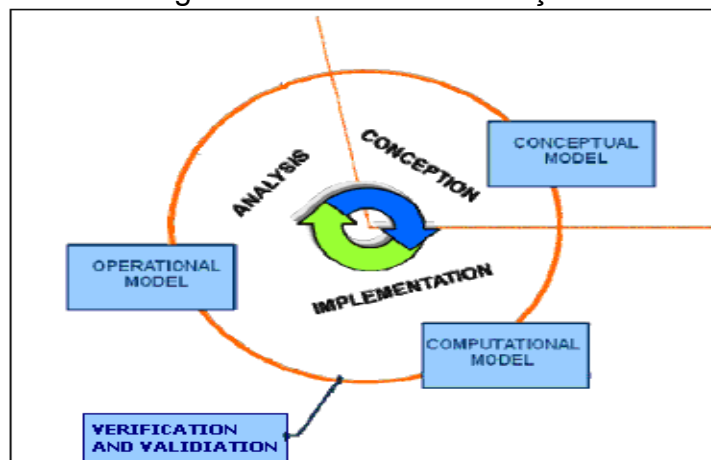 ANALYSIS
CONCEPTION
CONCEPTUAL
MODEL
OPERATIONAL
MODEL
IMPLEMENTATION
COMPUTATIONAL
MODEL
VERIFICATION
AND VALIDIATION